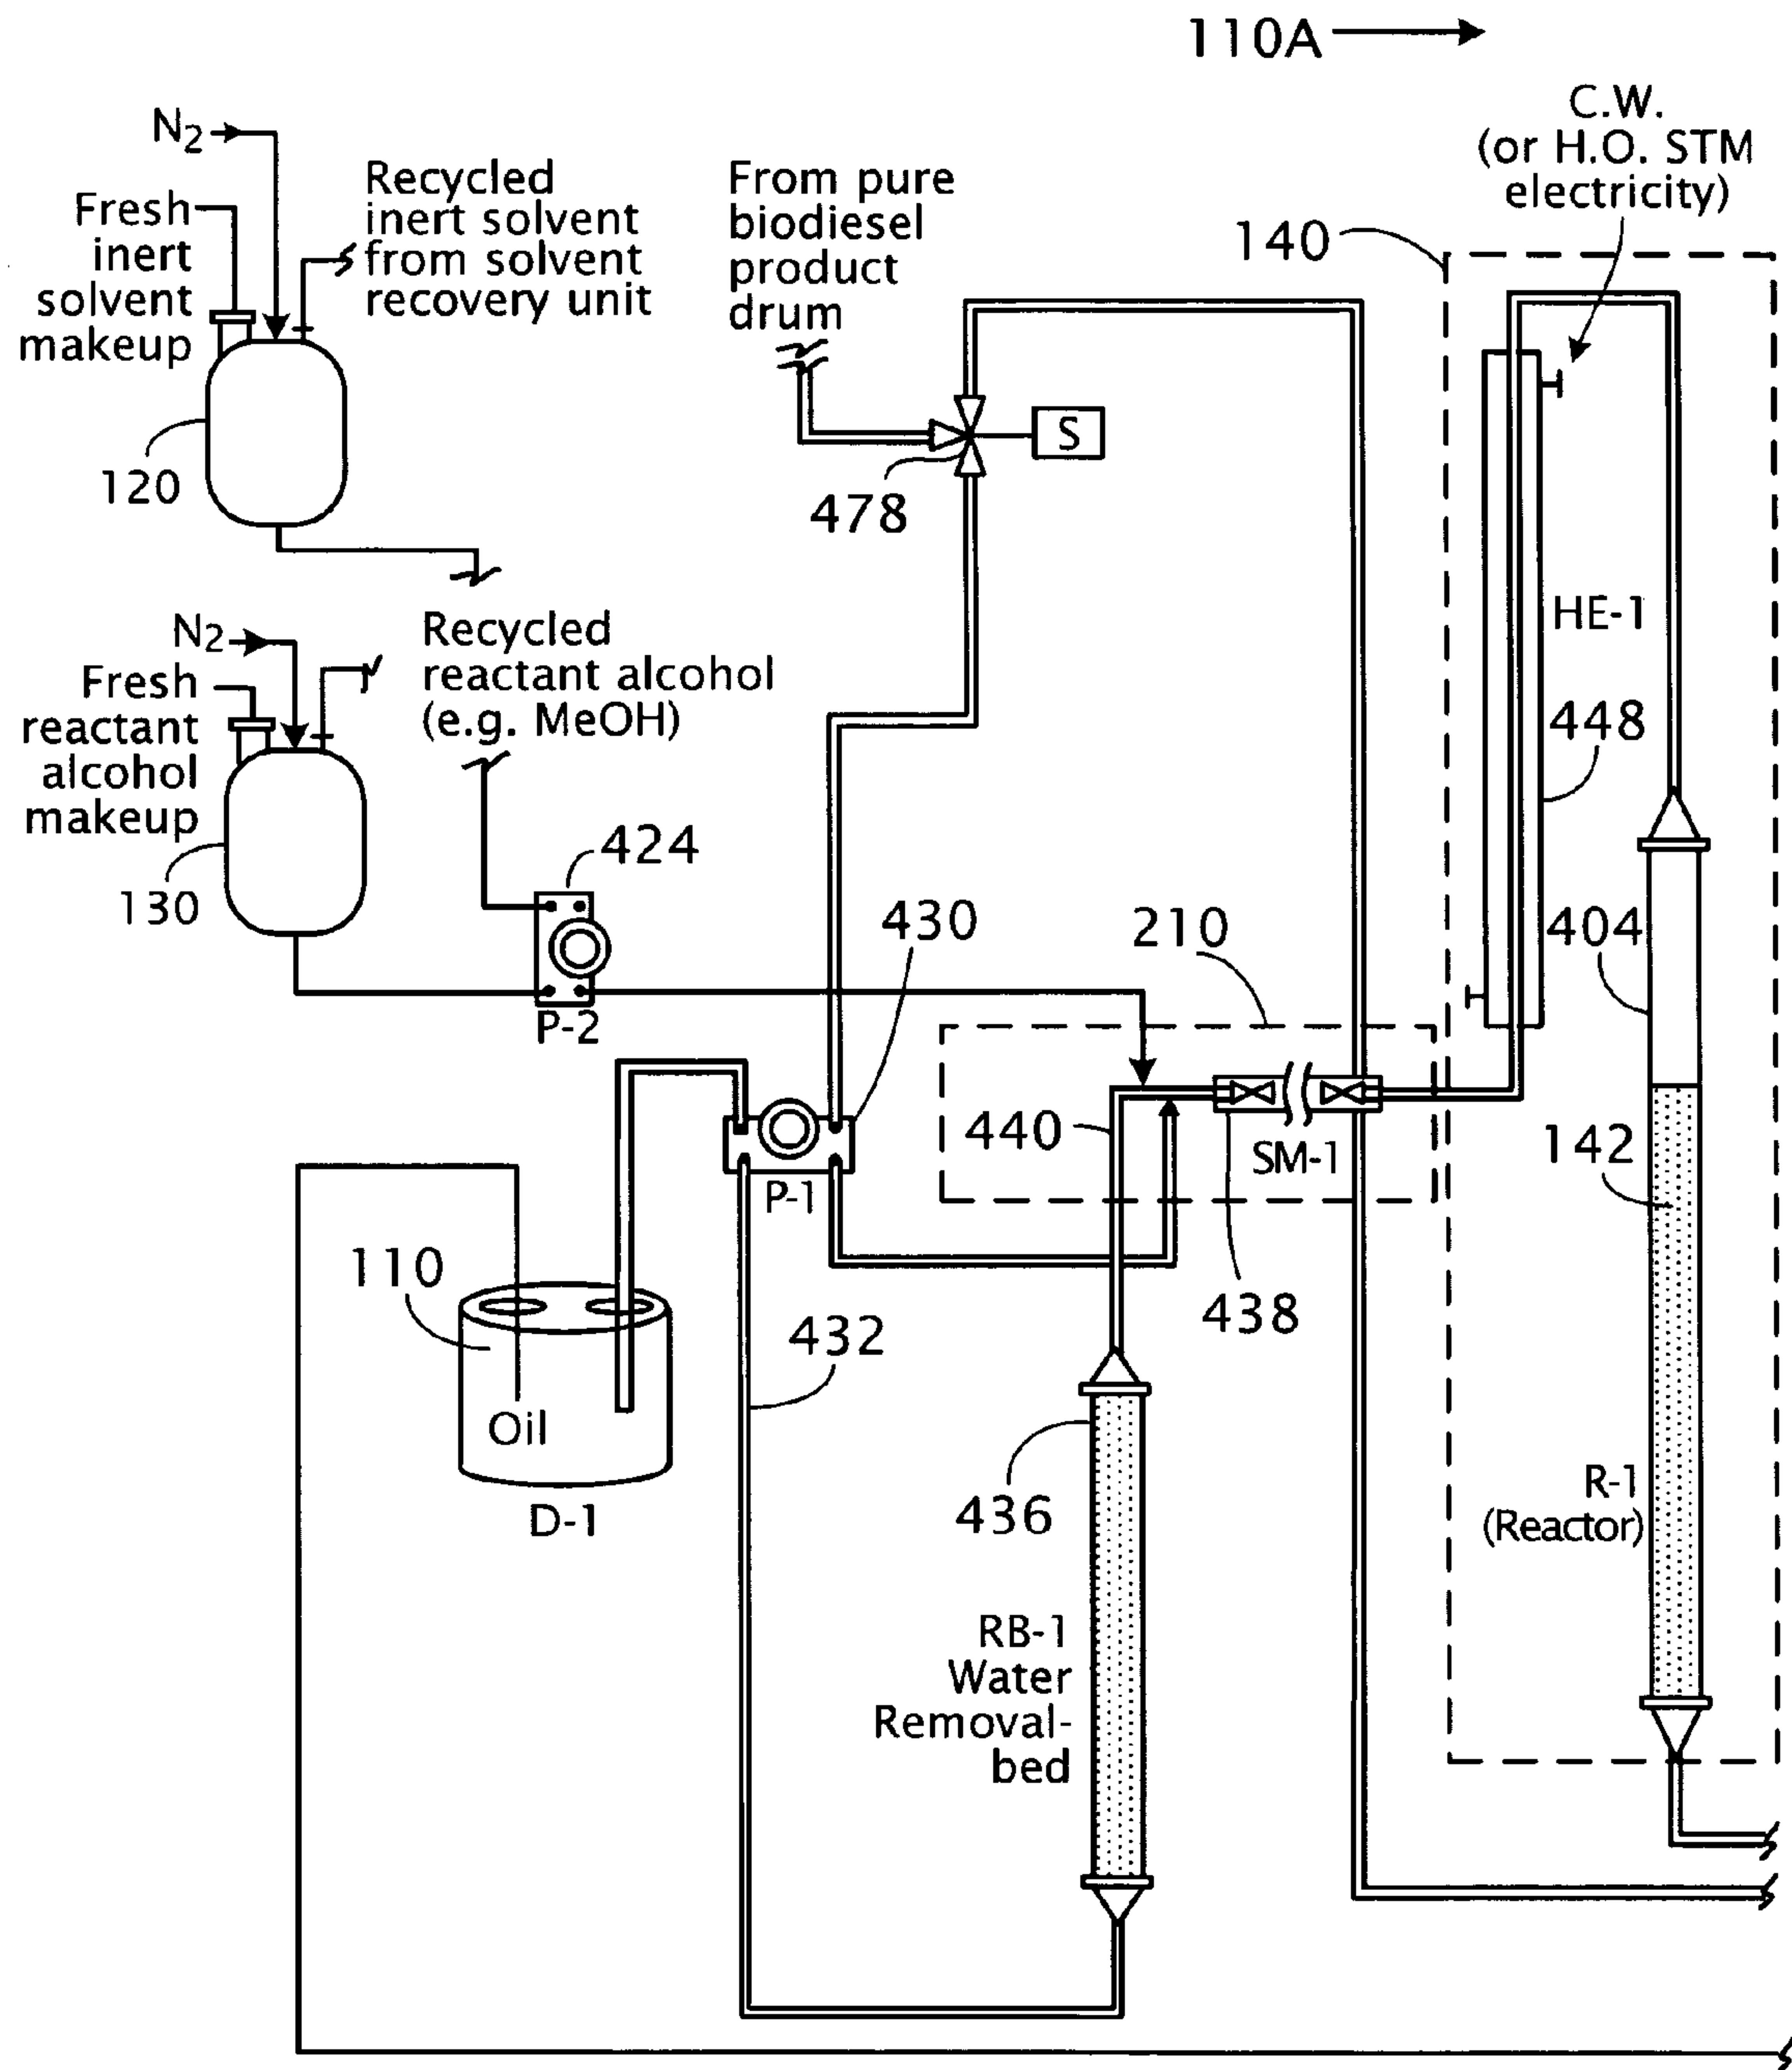 110A
C.W.
(or H.O. STM
electricity)
N2
Fresh
inert
solvent
makeup
Recycled
inert solvent
from solvent
recovery unit
From pure
biodiesel
product
drum
140
120
S
478
HE-1
N2
Fresh
reactant
alcohol
makeup
Recycled
reactant alcohol
(e.g. MeOH)
448
424
130
430
210
404
P-2
440
SM-1
142
P-1
110
432
438
Oil
D-1
436
R-1
(Reactor)
RB-1
Water
Removal-
bed